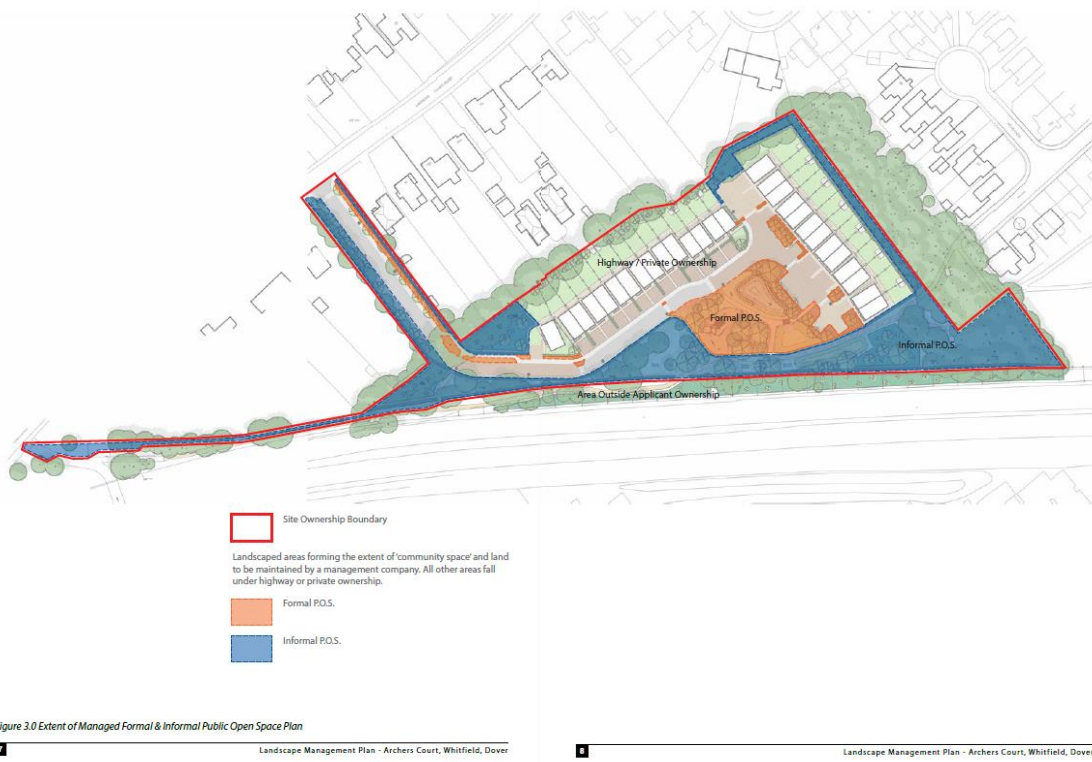 Highway / Private Ownership
Formal P.O.S.
Informal P.O.S.
Area Outside Applicant Ownership
Site Ownership Boundary
Landscaped areas forming the extent of 'community space' and land
to be maintained by a management company. All other areas fall
under highway or private ownership.
Formal P.O.S.
Informal P.O.S.
igure 3.0 Extent of Managed Formal & Informal Public Open Space Plan
7
Landscape Management Plan - Archers Court, Whitfield, Dover
8
Landscape Management Plan - Archers Court, Whitfield, Dover